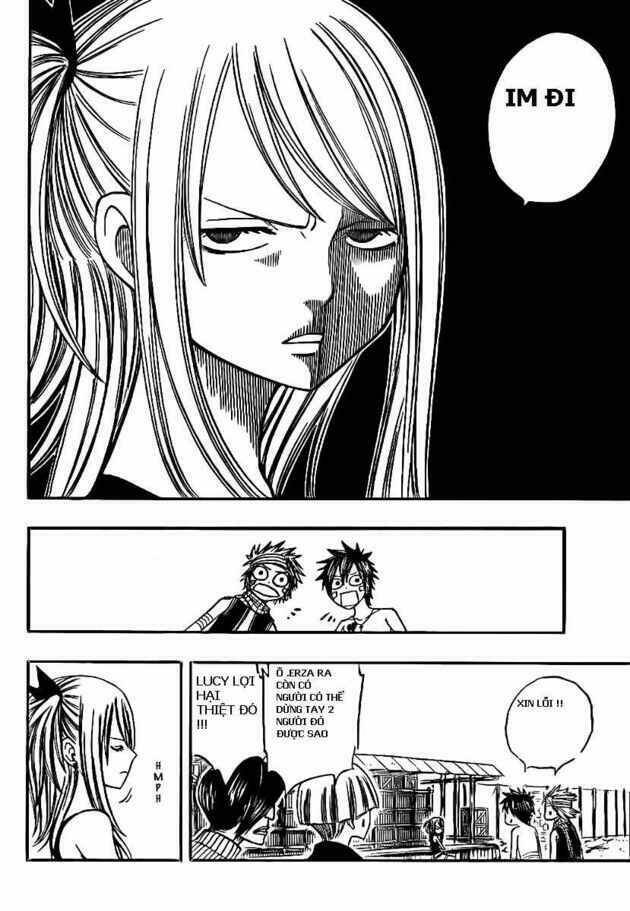 IM ĐI
LUCY LỢI
HẠI
THIỆT ĐÓ
!!!
Ồ .ERZA RA
CÒN CÓ
NGƯỜI CÓ THỂ
DỪNG TAY 2
NGƯỜI ĐÓ
ĐƯỢC SAO
XIN LỖI !!
HMPH